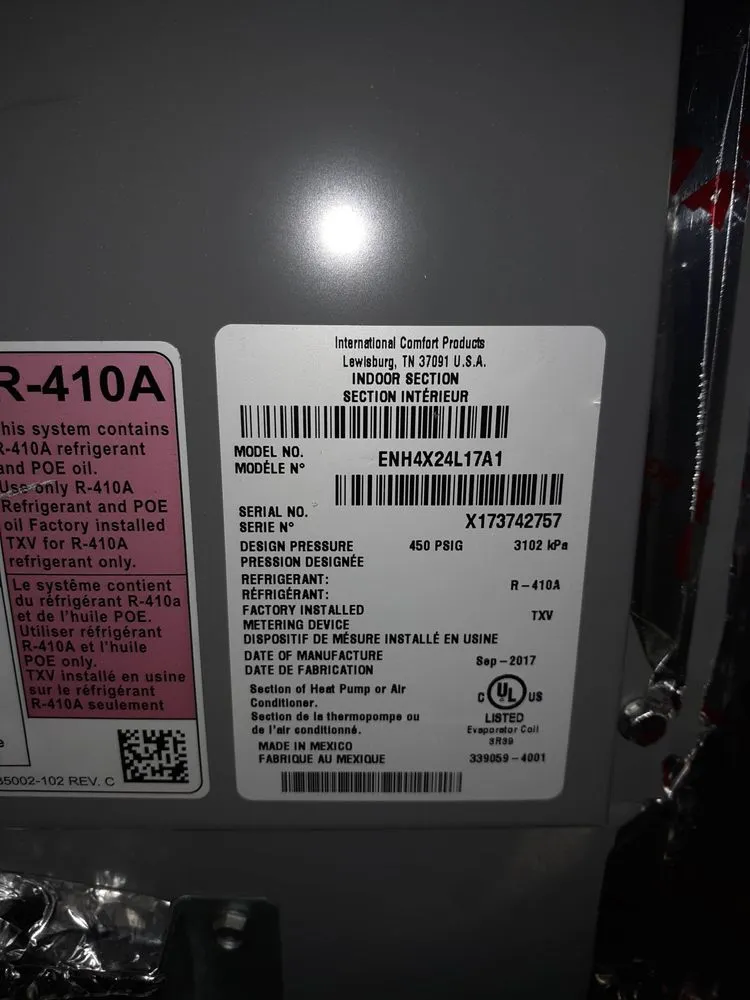 R-410A
his system contains
R-410A refrigerant
and POE oil.
Use only R-410A
Refrigerant and POE
oil Factory installed
TXV for R-410A
refrigerant only.
Le système contient
du réfrigérant R-410a
et de l'huile POE.
Utiliser réfrigérant
R-410A et l'huile
POE only.
TXV installé en usine
sur le réfrigérant
R-410A seulement
e
35002-102 REV. C
International Comfort Products
Lewisburg, TN 37091 U.S.A.
INDOOR SECTION
SECTION INTÉRIEUR
MODEL NO. ENH4X24L17A1
MODÈLE N°
SERIAL NO. X173742757
SERIE N°
DESIGN PRESSURE 450 PSIG 3102 kPa
PRESSION DESIGNÉE
REFRIGERANT: R-410A
RÉFRIGÉRANT:
FACTORY INSTALLED TXV
METERING DEVICE
DISPOSITIF DE MÉSURE INSTALLÉ EN USINE
DATE OF MANUFACTURE Sep-2017
DATE DE FABRICATION
Section of Heat Pump or Air
Conditioner.
Section de la thermopompe ou
de l'air conditionné.
C UL US
LISTED
Evaporator Coil
3R39
MADE IN MEXICO
FABRIQUE AU MEXIQUE 339059-4001